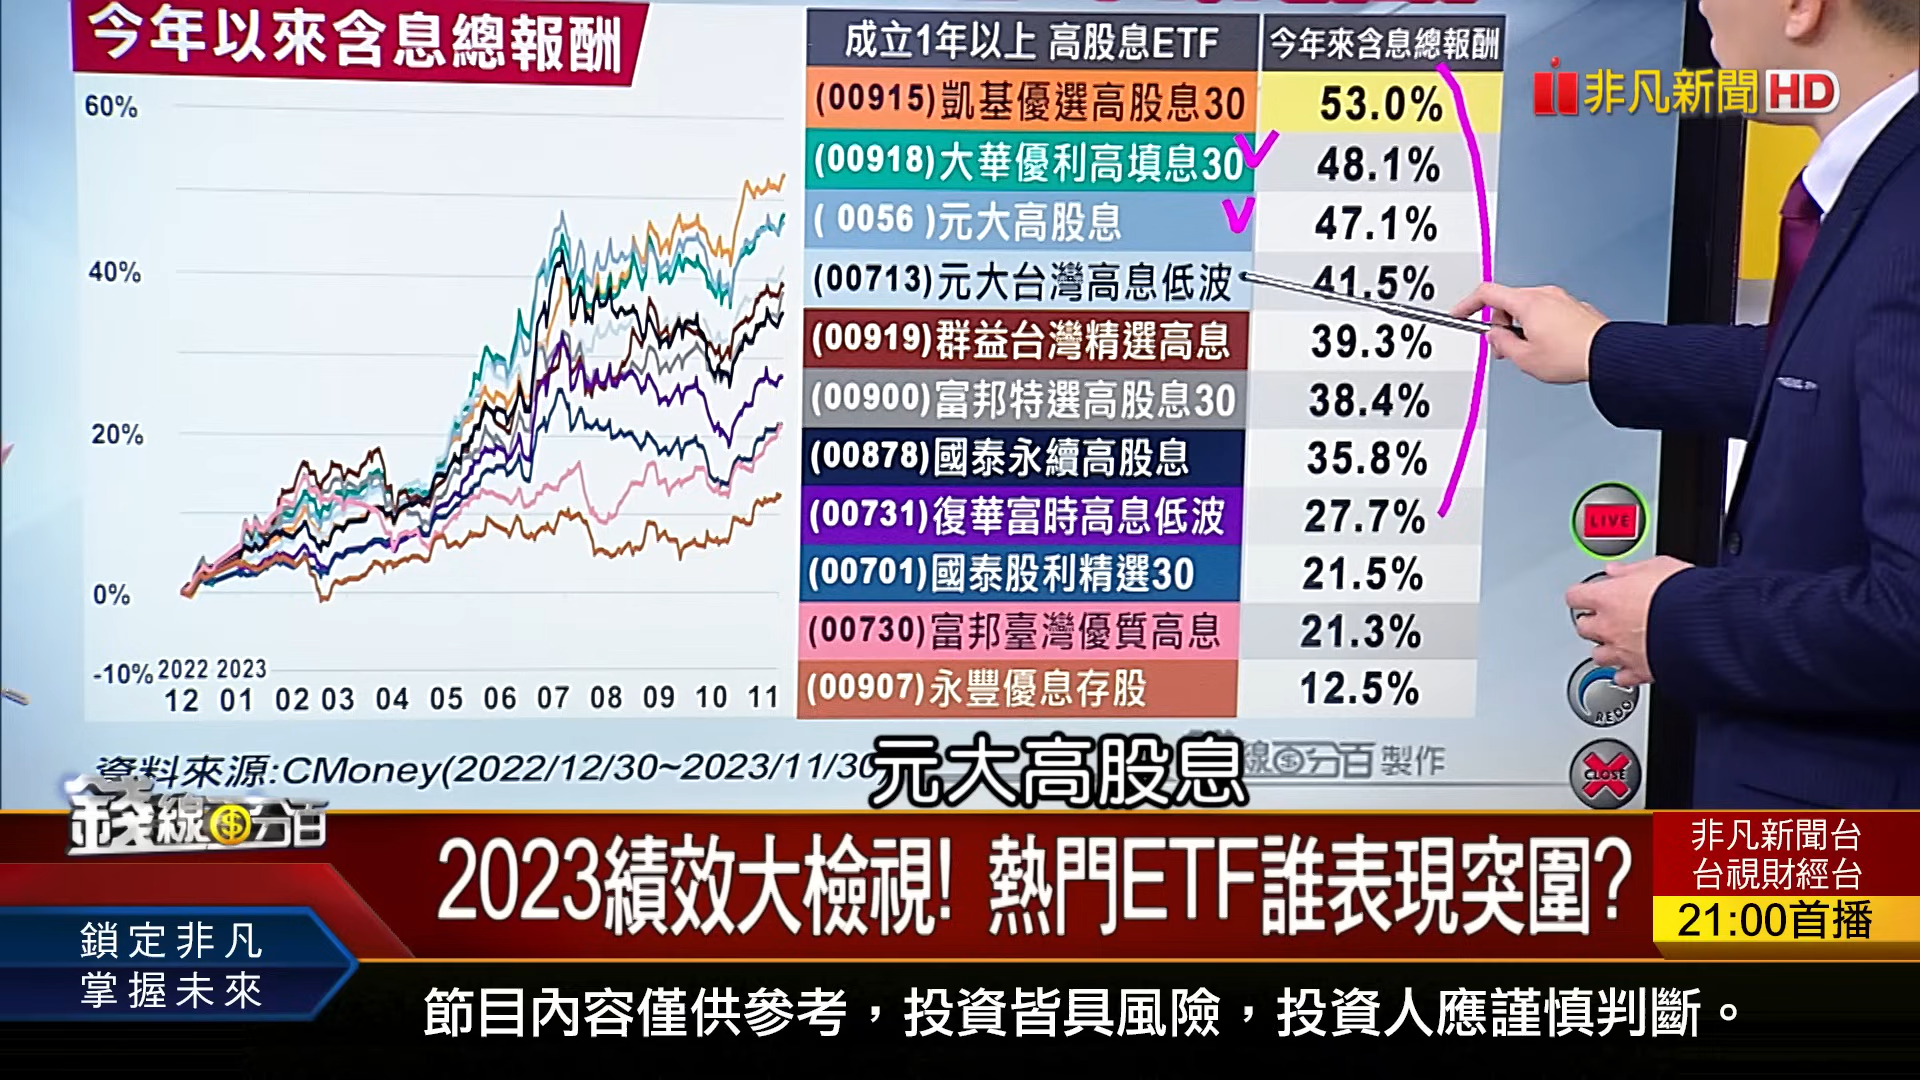 今年以來含息總報酬
60%
40%
20%
0%
-10%
2022 2023
12 01 02 03 04 05 06 07 08 09 10 11
成立1年以上 高股息ETF 今年來含息總報酬
(00915)凱基優選高股息30 53.0%
(00918)大華優利高填息30 48.1%
( 0056 )元大高股息 47.1%
(00713)元大台灣高息低波 41.5%
(00919)群益台灣精選高息 39.3%
(00900)富邦特選高股息30 38.4%
(00878)國泰永續高股息 35.8%
(00731)復華富時高息低波 27.7%
(00701)國泰股利精選30 21.5%
(00730)富邦臺灣優質高息 21.3%
(00907)永豐優息存股 12.5%
非凡新聞HD
LIVE
REDO
CLOSE
資料來源:CMoney(2022/12/30~2023/11/30
線分百製作
元大高股息
錢線百分百
2023績效大檢視! 熱門ETF誰表現突圍?
非凡新聞台
台視財經台
21:00首播
鎖定非凡
掌握未來
節目內容僅供參考，投資皆具風險，投資人應謹慎判斷。